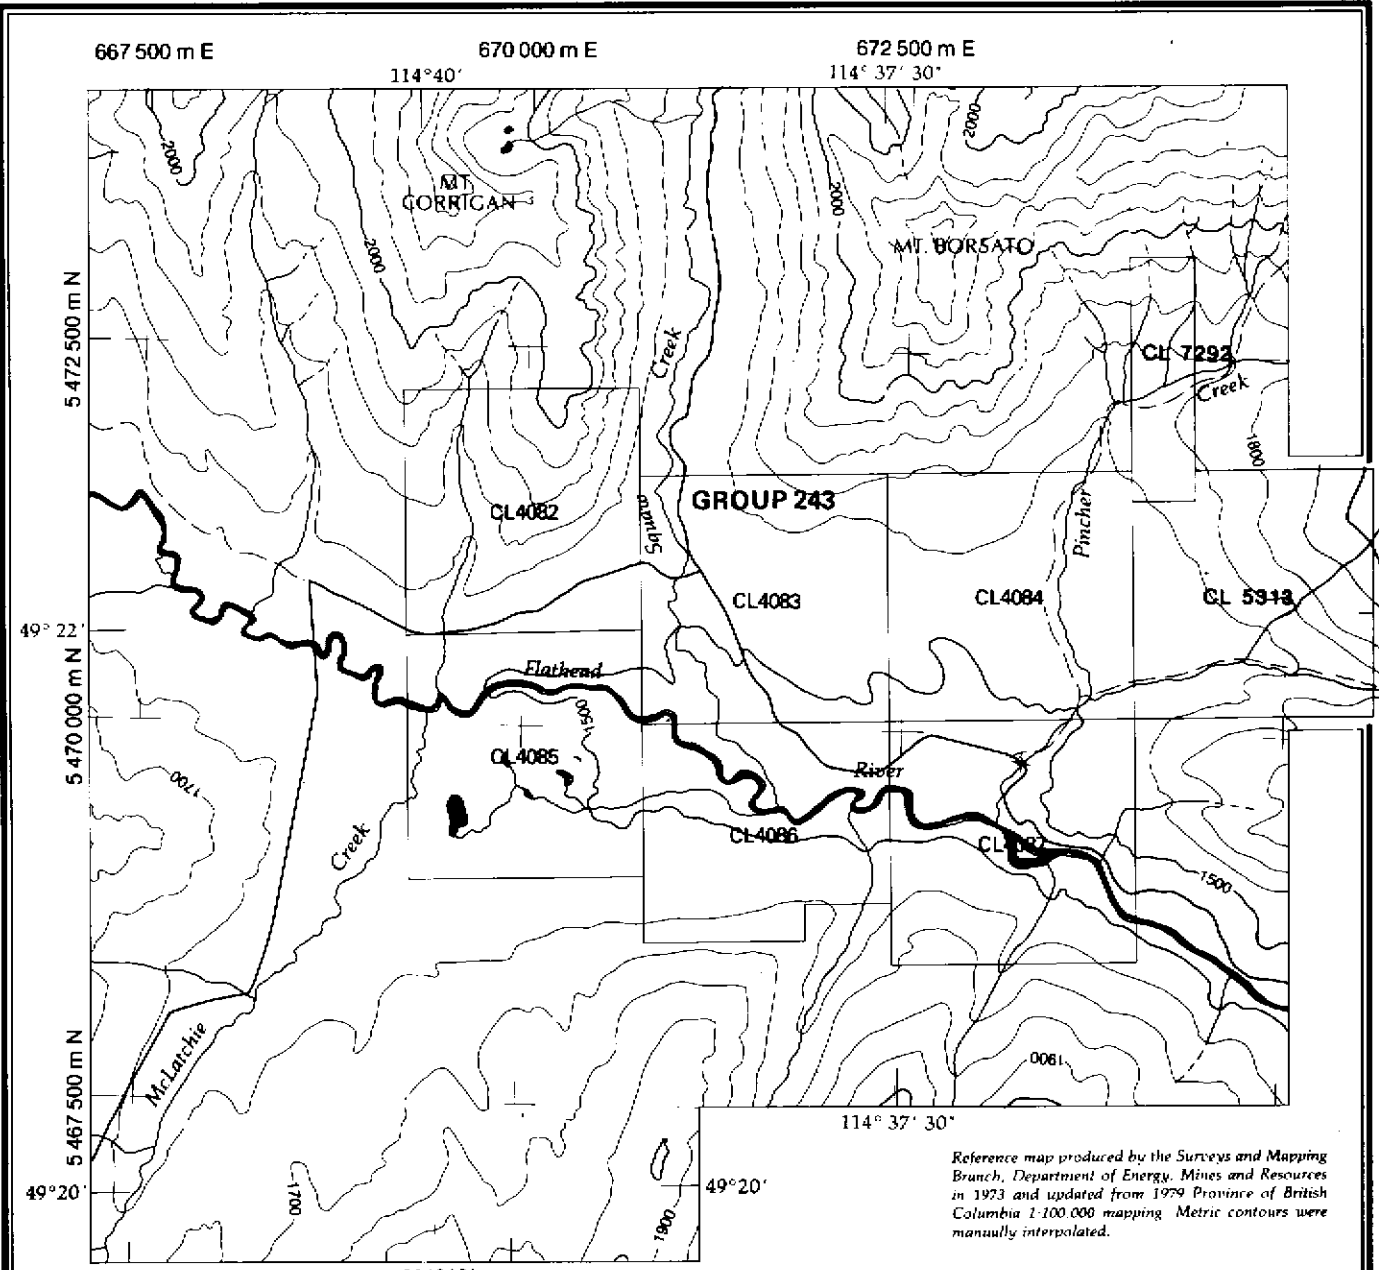 667 500 m E
670 000 m E
672 500 m E
114°40'
114° 37' 30"
2000
2000
2000
2000
MT.
CORRIGAN
MT. BORSATO
5 472 500 m N
Creek
CL 7292
Creek
1800
CL4082
Squaw
GROUP 243
Pincher
CL4083
CL4084
CL 5313
49° 22'
Flathead
5 470 000 m N
1500
CL4085
River
1700
CL4086
CL4087
Creek
1500
McLatchie
5 467 500 m N
1900
114° 37' 30"
49°20'
1700
1900
49°20'
Reference map produced by the Surveys and Mapping
Branch, Department of Energy, Mines and Resources
in 1973 and updated from 1979 Province of British
Columbia 1:100 000 mapping. Metric contours were
manually interpolated.